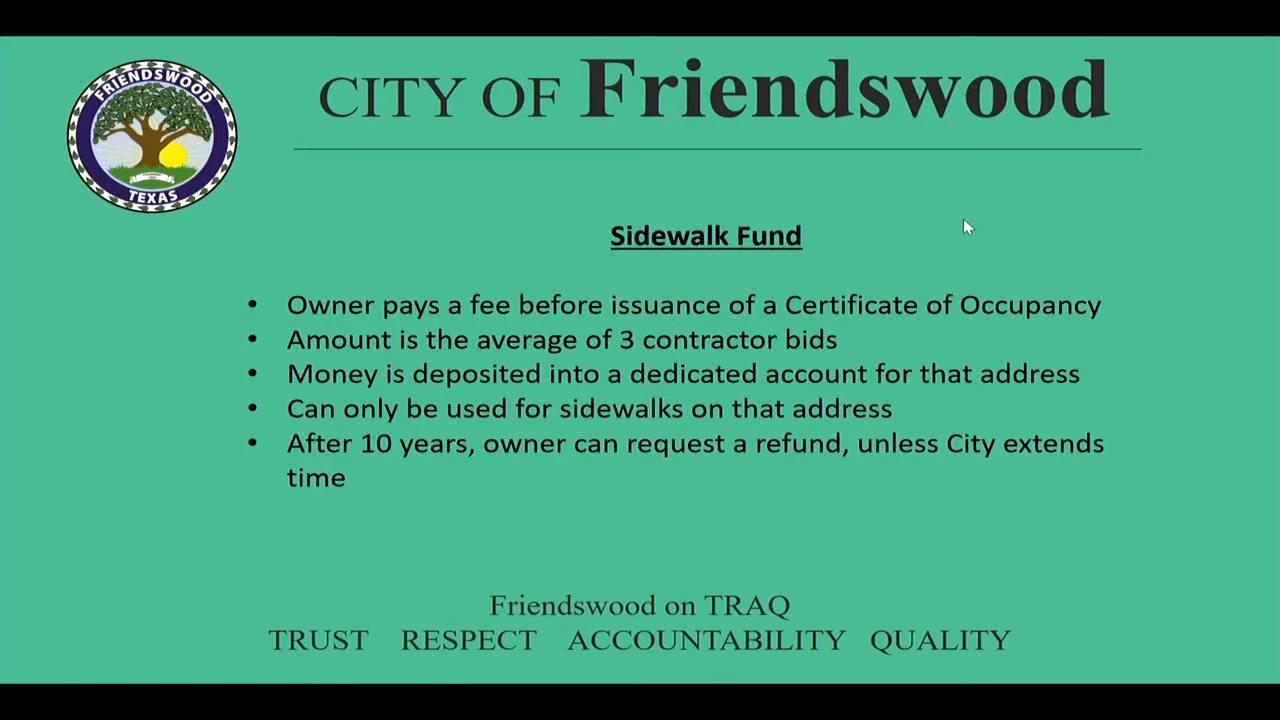 FRIENDSWOOD
TEXAS
CITY OF Friendswood
Sidewalk Fund
• Owner pays a fee before issuance of a Certificate of Occupancy
• Amount is the average of 3 contractor bids
• Money is deposited into a dedicated account for that address
• Can only be used for sidewalks on that address
• After 10 years, owner can request a refund, unless City extends
time
Friendswood on TRAQ
TRUST RESPECT ACCOUNTABILITY QUALITY